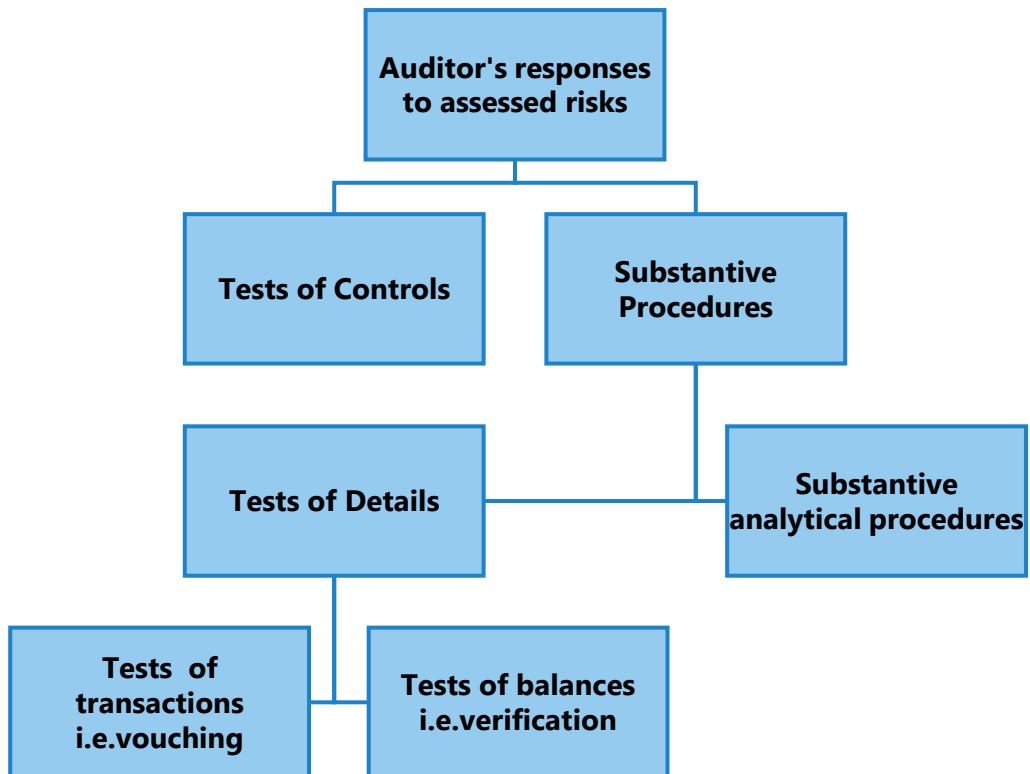 Auditor's responses
to assessed risks
Tests of Controls
Substantive
Procedures
Tests of Details
Substantive
analytical procedures
Tests  of
transactions
i.e.vouching
Tests of balances
i.e.verification